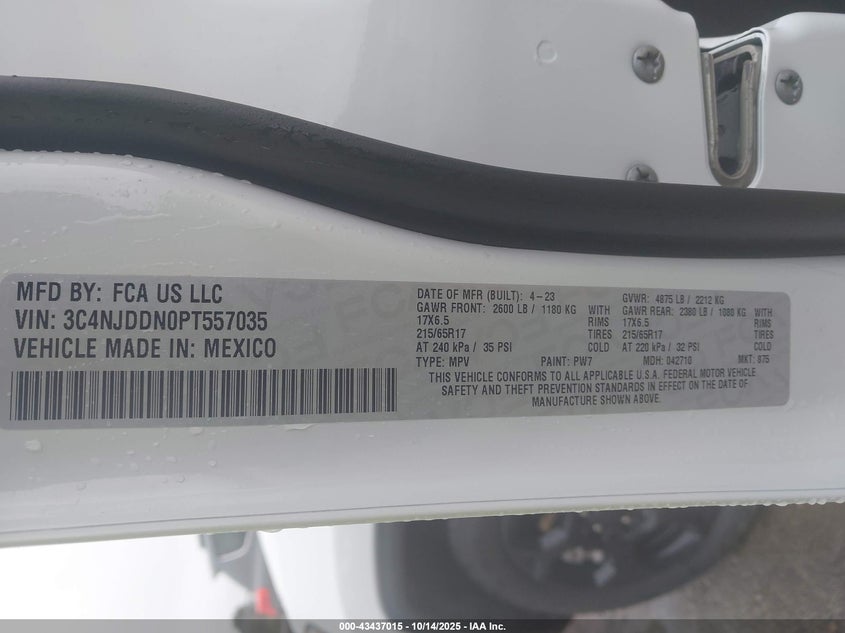 MFD BY: FCA US LLC
VIN: 3C4NJDDN0PT557035
VEHICLE MADE IN: MEXICO
DATE OF MFR (BUILT): 4-23
GVWR: 4875 LB / 2212 KG
GAWR FRONT: 2600 LB / 1180 KG WITH
GAWR REAR: 2380 LB / 1080 KG WITH
17X6.5 RIMS 17X6.5 RIMS
215/65R17 TIRES 215/65R17 TIRES
AT 240 kPa / 35 PSI COLD AT 220 kPa / 32 PSI COLD
TYPE: MPV PAINT: PW7 MDH: 042710 MKT: 875
THIS VEHICLE CONFORMS TO ALL APPLICABLE U.S.A. FEDERAL MOTOR VEHICLE
SAFETY AND THEFT PREVENTION STANDARDS IN EFFECT ON THE DATE OF
MANUFACTURE SHOWN ABOVE.
000-43437015 - 10/14/2025 - IAA Inc.